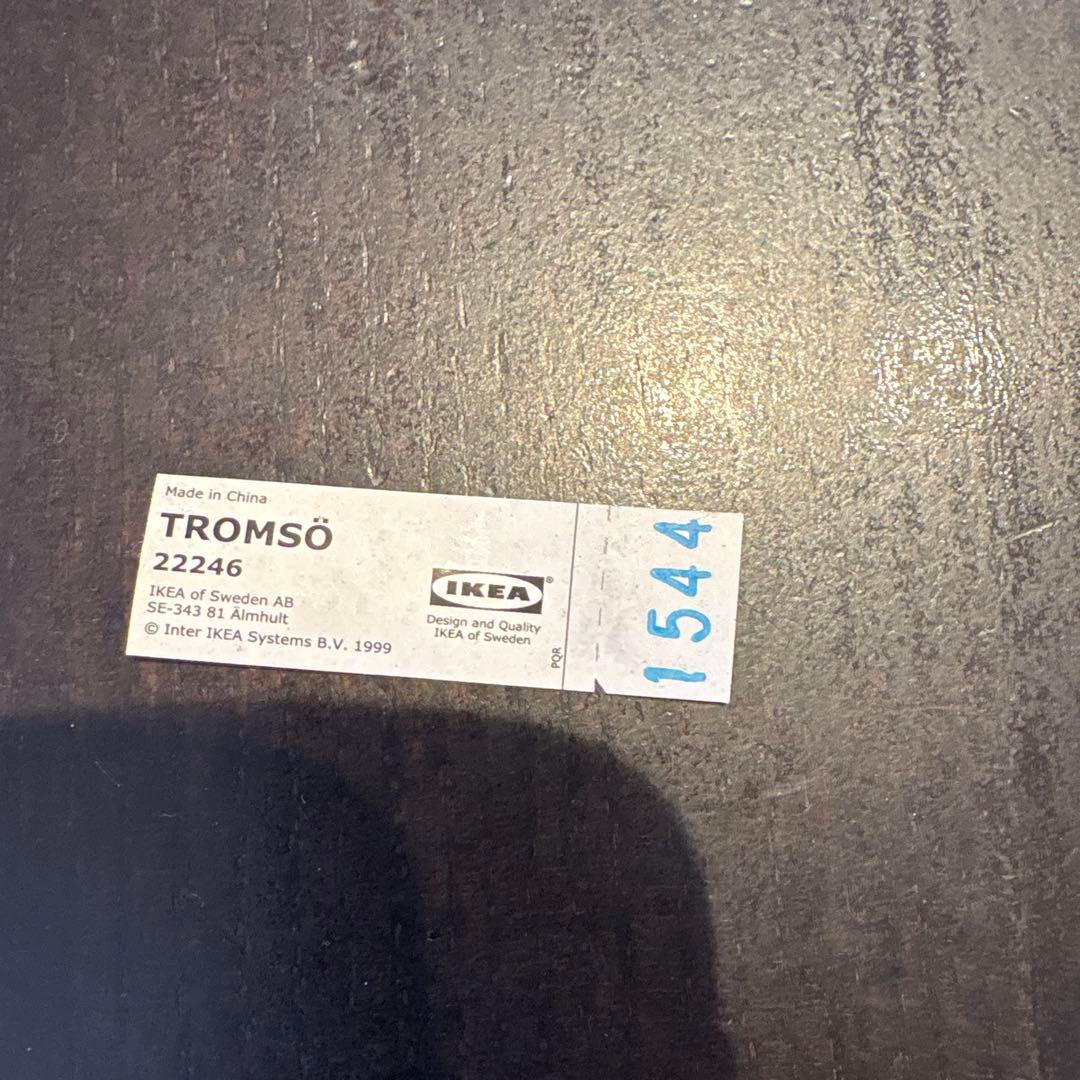 Made in China
TROMSÖ
22246
IKEA of Sweden AB
SE-343 81 Älmhult
© Inter IKEA Systems B.V. 1999
IKEA®
Design and Quality
IKEA of Sweden
PQR
1544